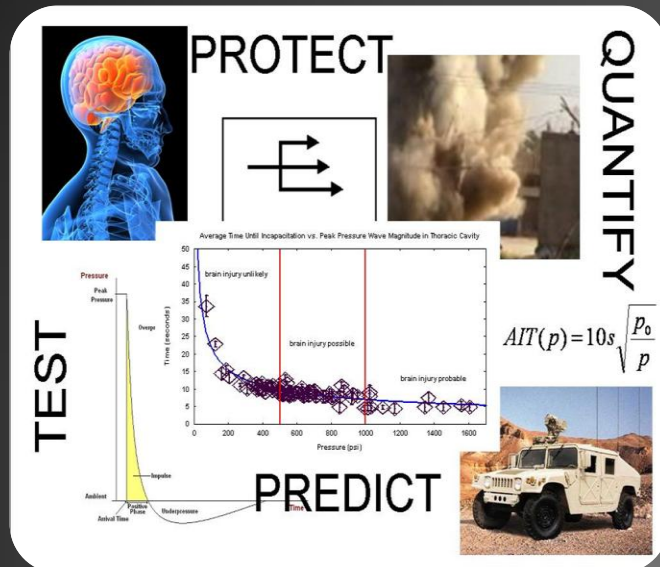 PROTECT
QUANTIFY
Average Time Until Incapacitation vs. Peak Pressure Wave Magnitude in Thoracic Cavity
50
45
40
35
30
25
20
15
10
5
0
Time (seconds)
brain injury unlikely
brain injury possible
brain injury probable
0 200 400 600 800 1000 1200 1400 1600
Pressure (psi)
AIT(p) = 10s √(p₀/p)
TEST
Pressure
Peak
Pressure
Impulse
Ambient
Arrival Time
Positive
Phase
Underpressure
Time
PREDICT